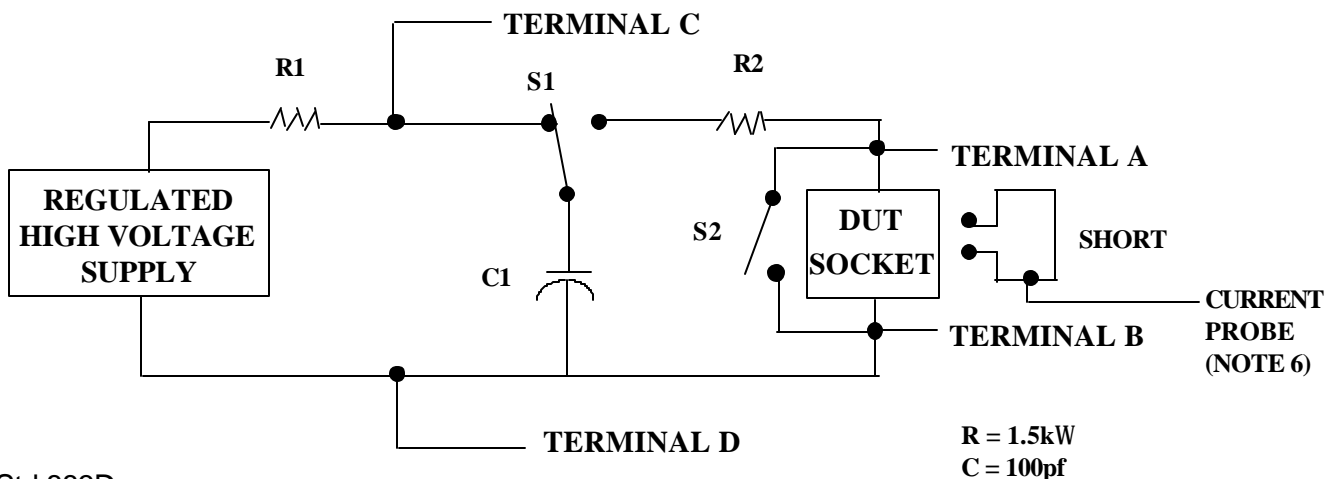 TERMINAL C
R1
S1
R2
TERMINAL A
REGULATED
HIGH VOLTAGE
SUPPLY
S2
DUT
SOCKET
SHORT
C1
CURRENT
PROBE
(NOTE 6)
TERMINAL B
TERMINAL D
R = 1.5kW
C = 100pf